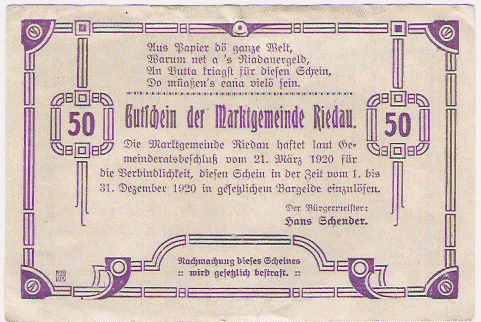 Aus Papier dö ganze Welt,
Warum net a 's Riadauergeld,
An Butta kriagst für diesen Schein,
Do müaßen's eana vielö sein.
50 Gutschein der Marktgemeinde Riedau. 50
Die Marktgemeinde Riedau haftet laut Ge-
meinderatsbeschluß vom 21. März 1920 für
die Verbindlichkeit, diesen Schein in der Zeit vom 1. bis
31. Dezember 1920 in gesetzlichem Bargelde einzulösen.
Der Bürgermeister:
Hans Schender.
Nachmachung dieses Scheines
:: wird gesetzlich bestraft. ::